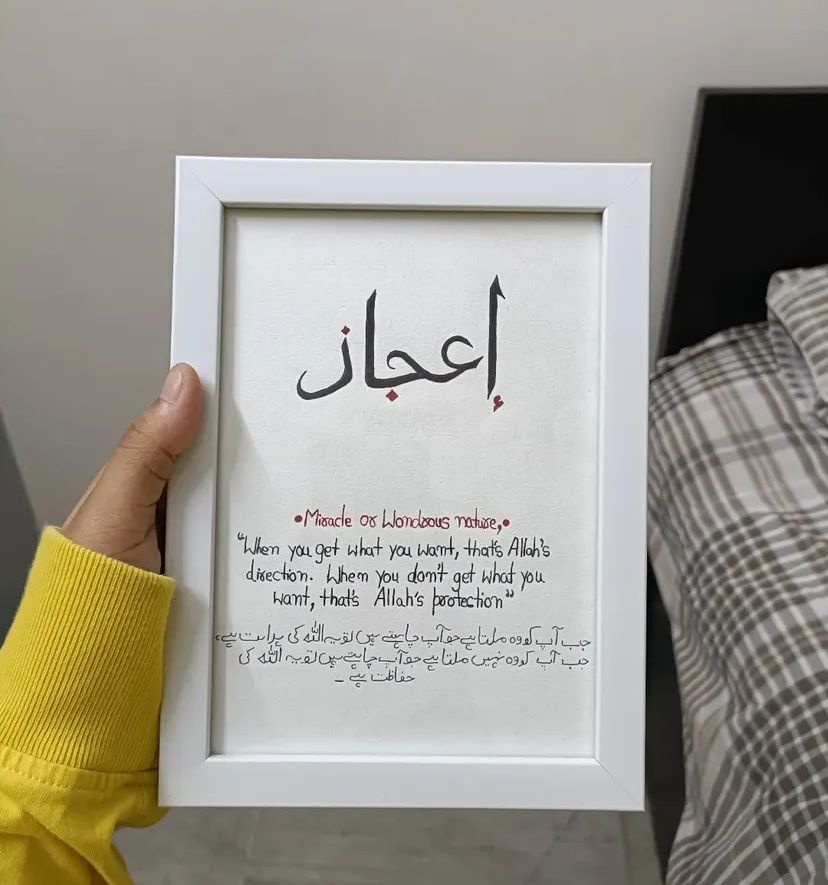 إعجاز
•Miracle or Wondrous nature,•
"When you get what you want, that's Allah's
direction. When you don't get what you
want, that's Allah's protection"
جب آپ کو وہ ملتا ہے جو آپ چاہتے ہیں تو یہ اللہ کی ہدایت ہے،
جب آپ کو وہ نہیں ملتا ہے جو آپ چاہتے ہیں تو یہ اللہ کی
حفاظت ہے ۔